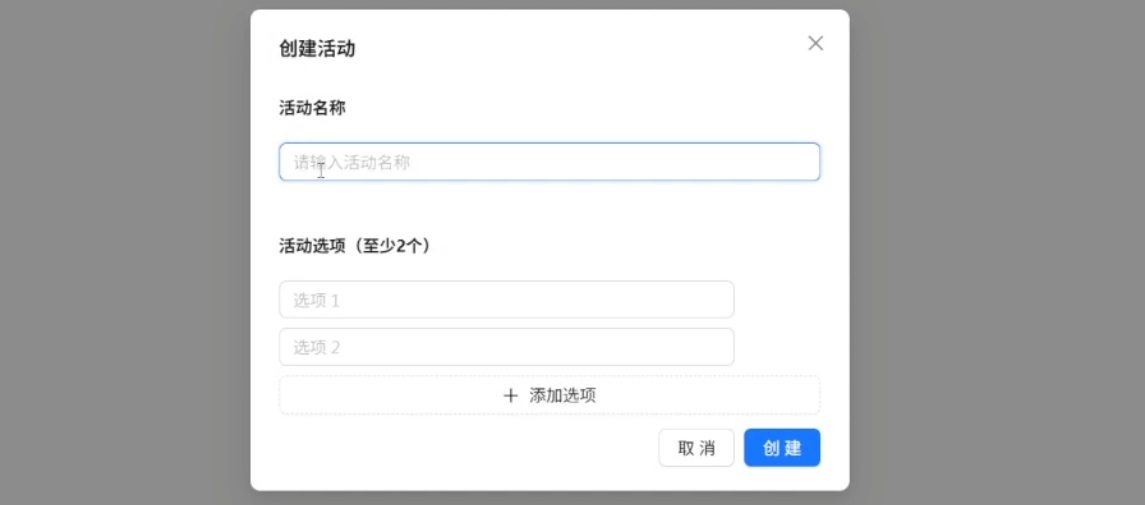 创建活动
活动名称
请输入活动名称
活动选项（至少2个）
选项 1
选项 2
添加选项
取 消
创 建